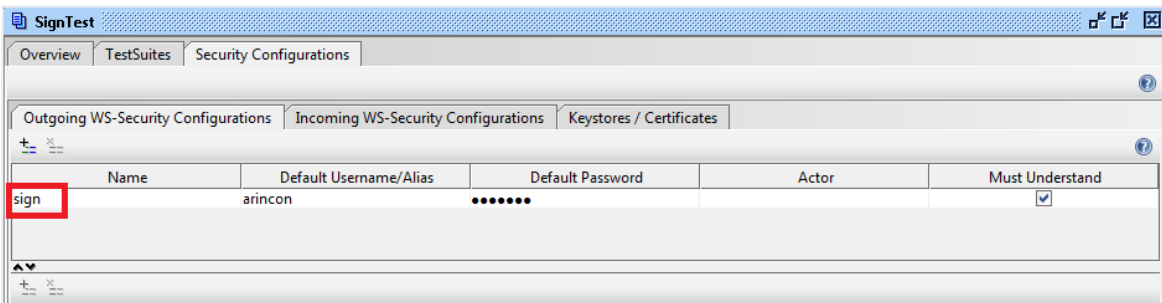 SignTest
Overview TestSuites Security Configurations
Outgoing WS-Security Configurations Incoming WS-Security Configurations Keystores / Certificates
Name Default Username/Alias Default Password Actor Must Understand
sign arincon •••••••